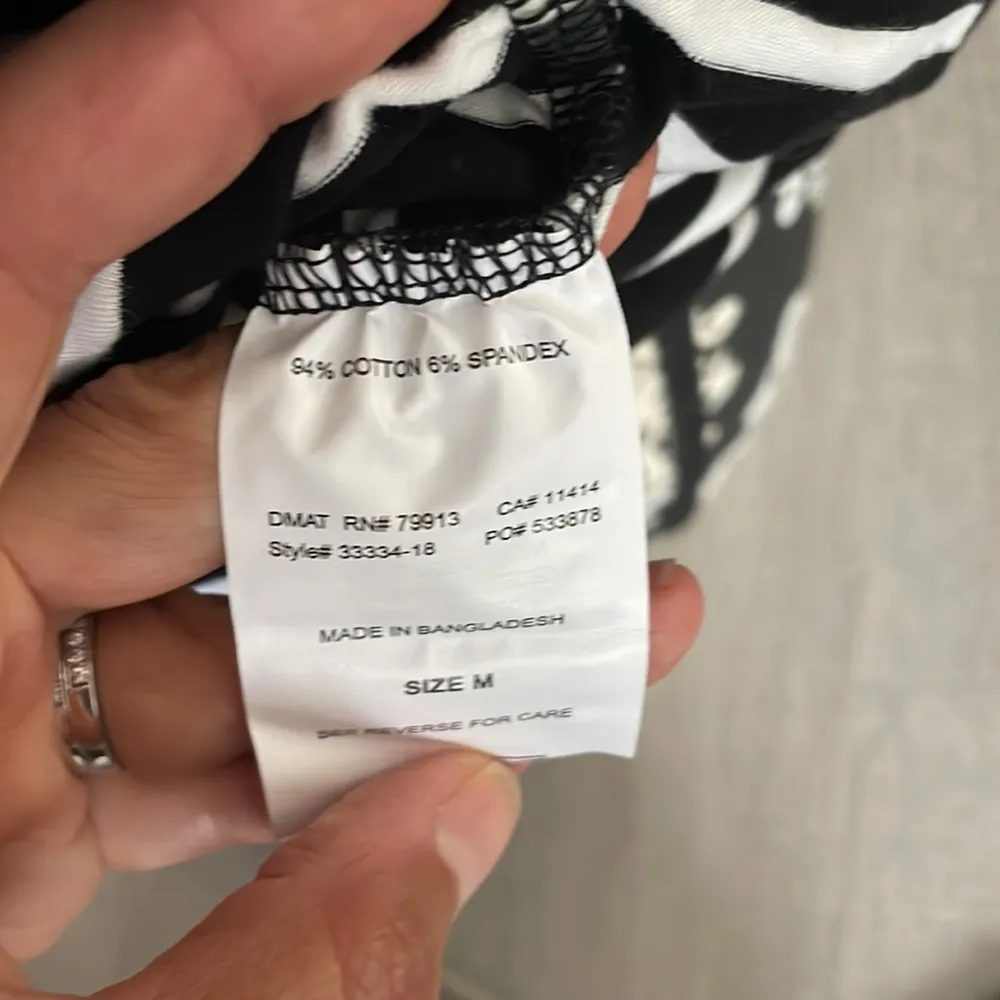 94% COTTON 6% SPANDEX
DMAT RN# 79913 CA# 11414
Style# 33334-18 PO# 533878
MADE IN BANGLADESH
SIZE M
SEE REVERSE FOR CARE